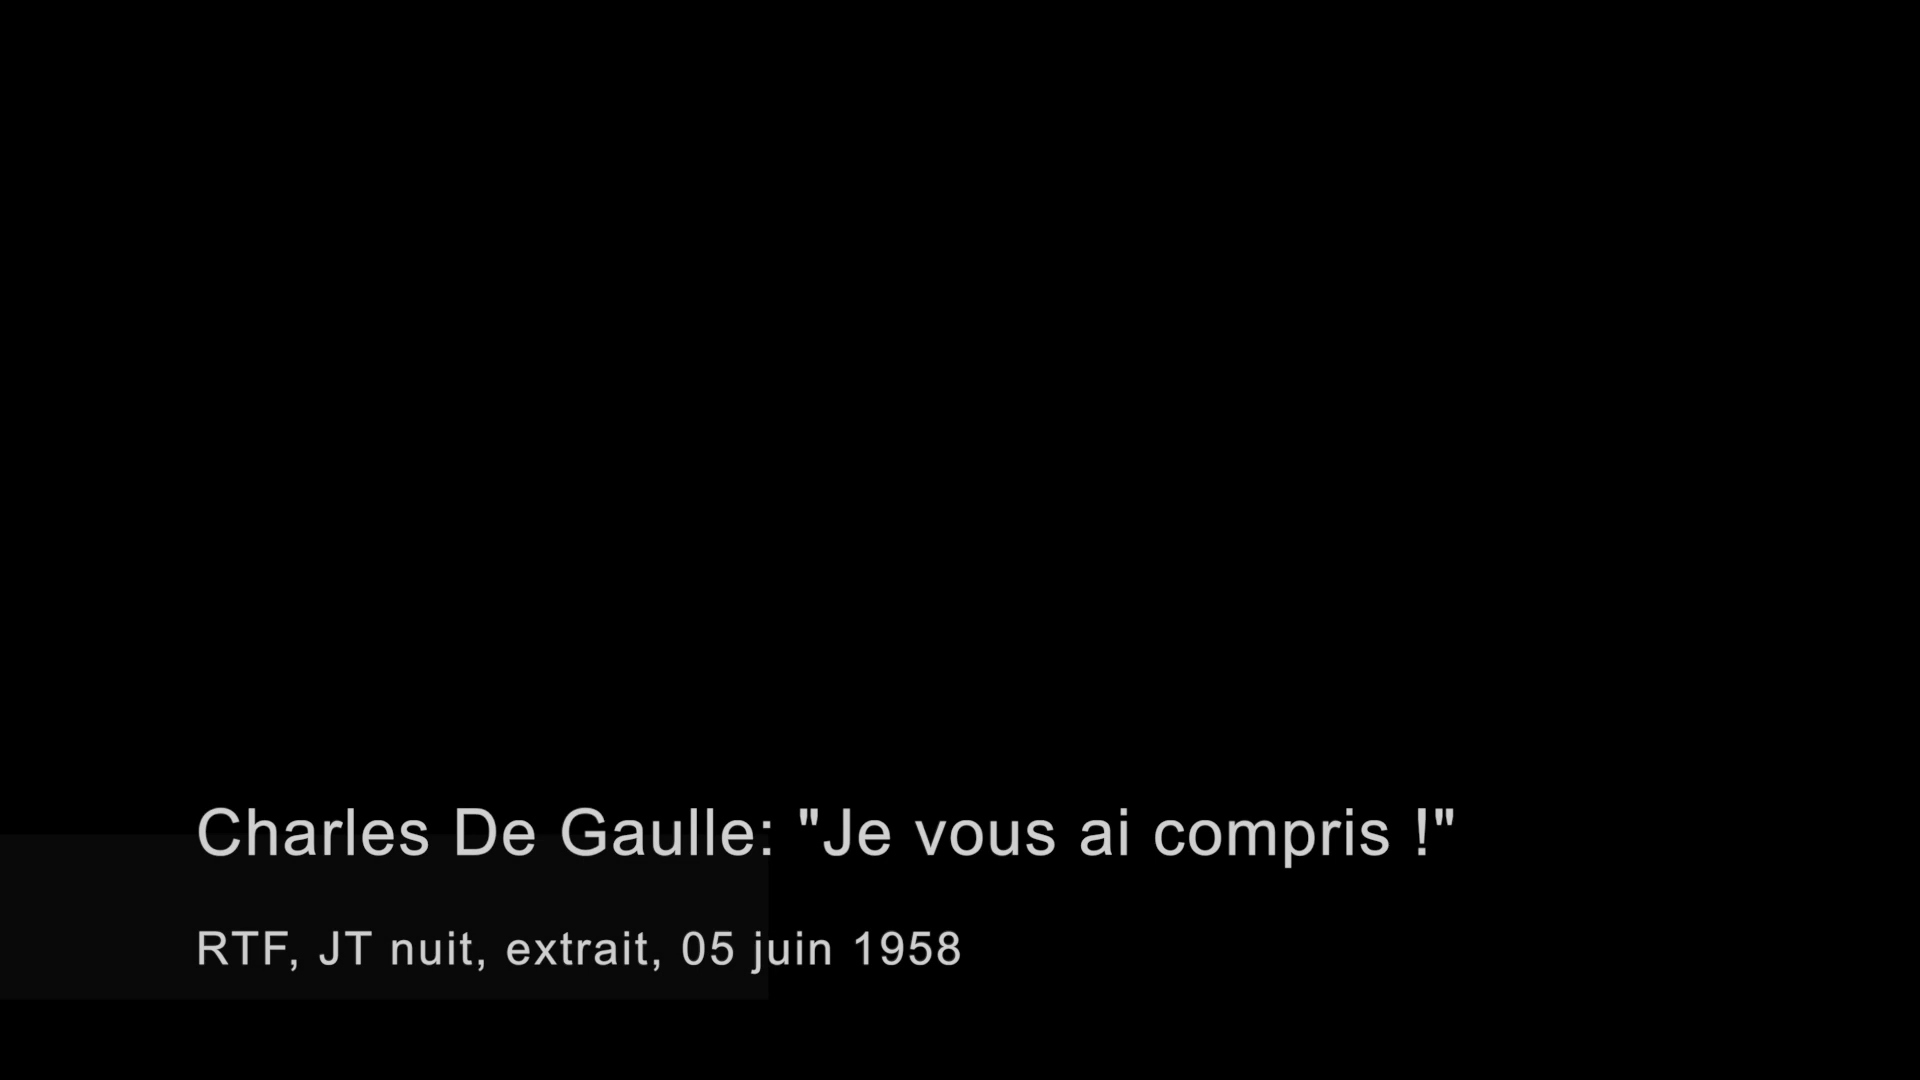 Charles De Gaulle: "Je vous ai compris !"
RTF, JT nuit, extrait, 05 juin 1958